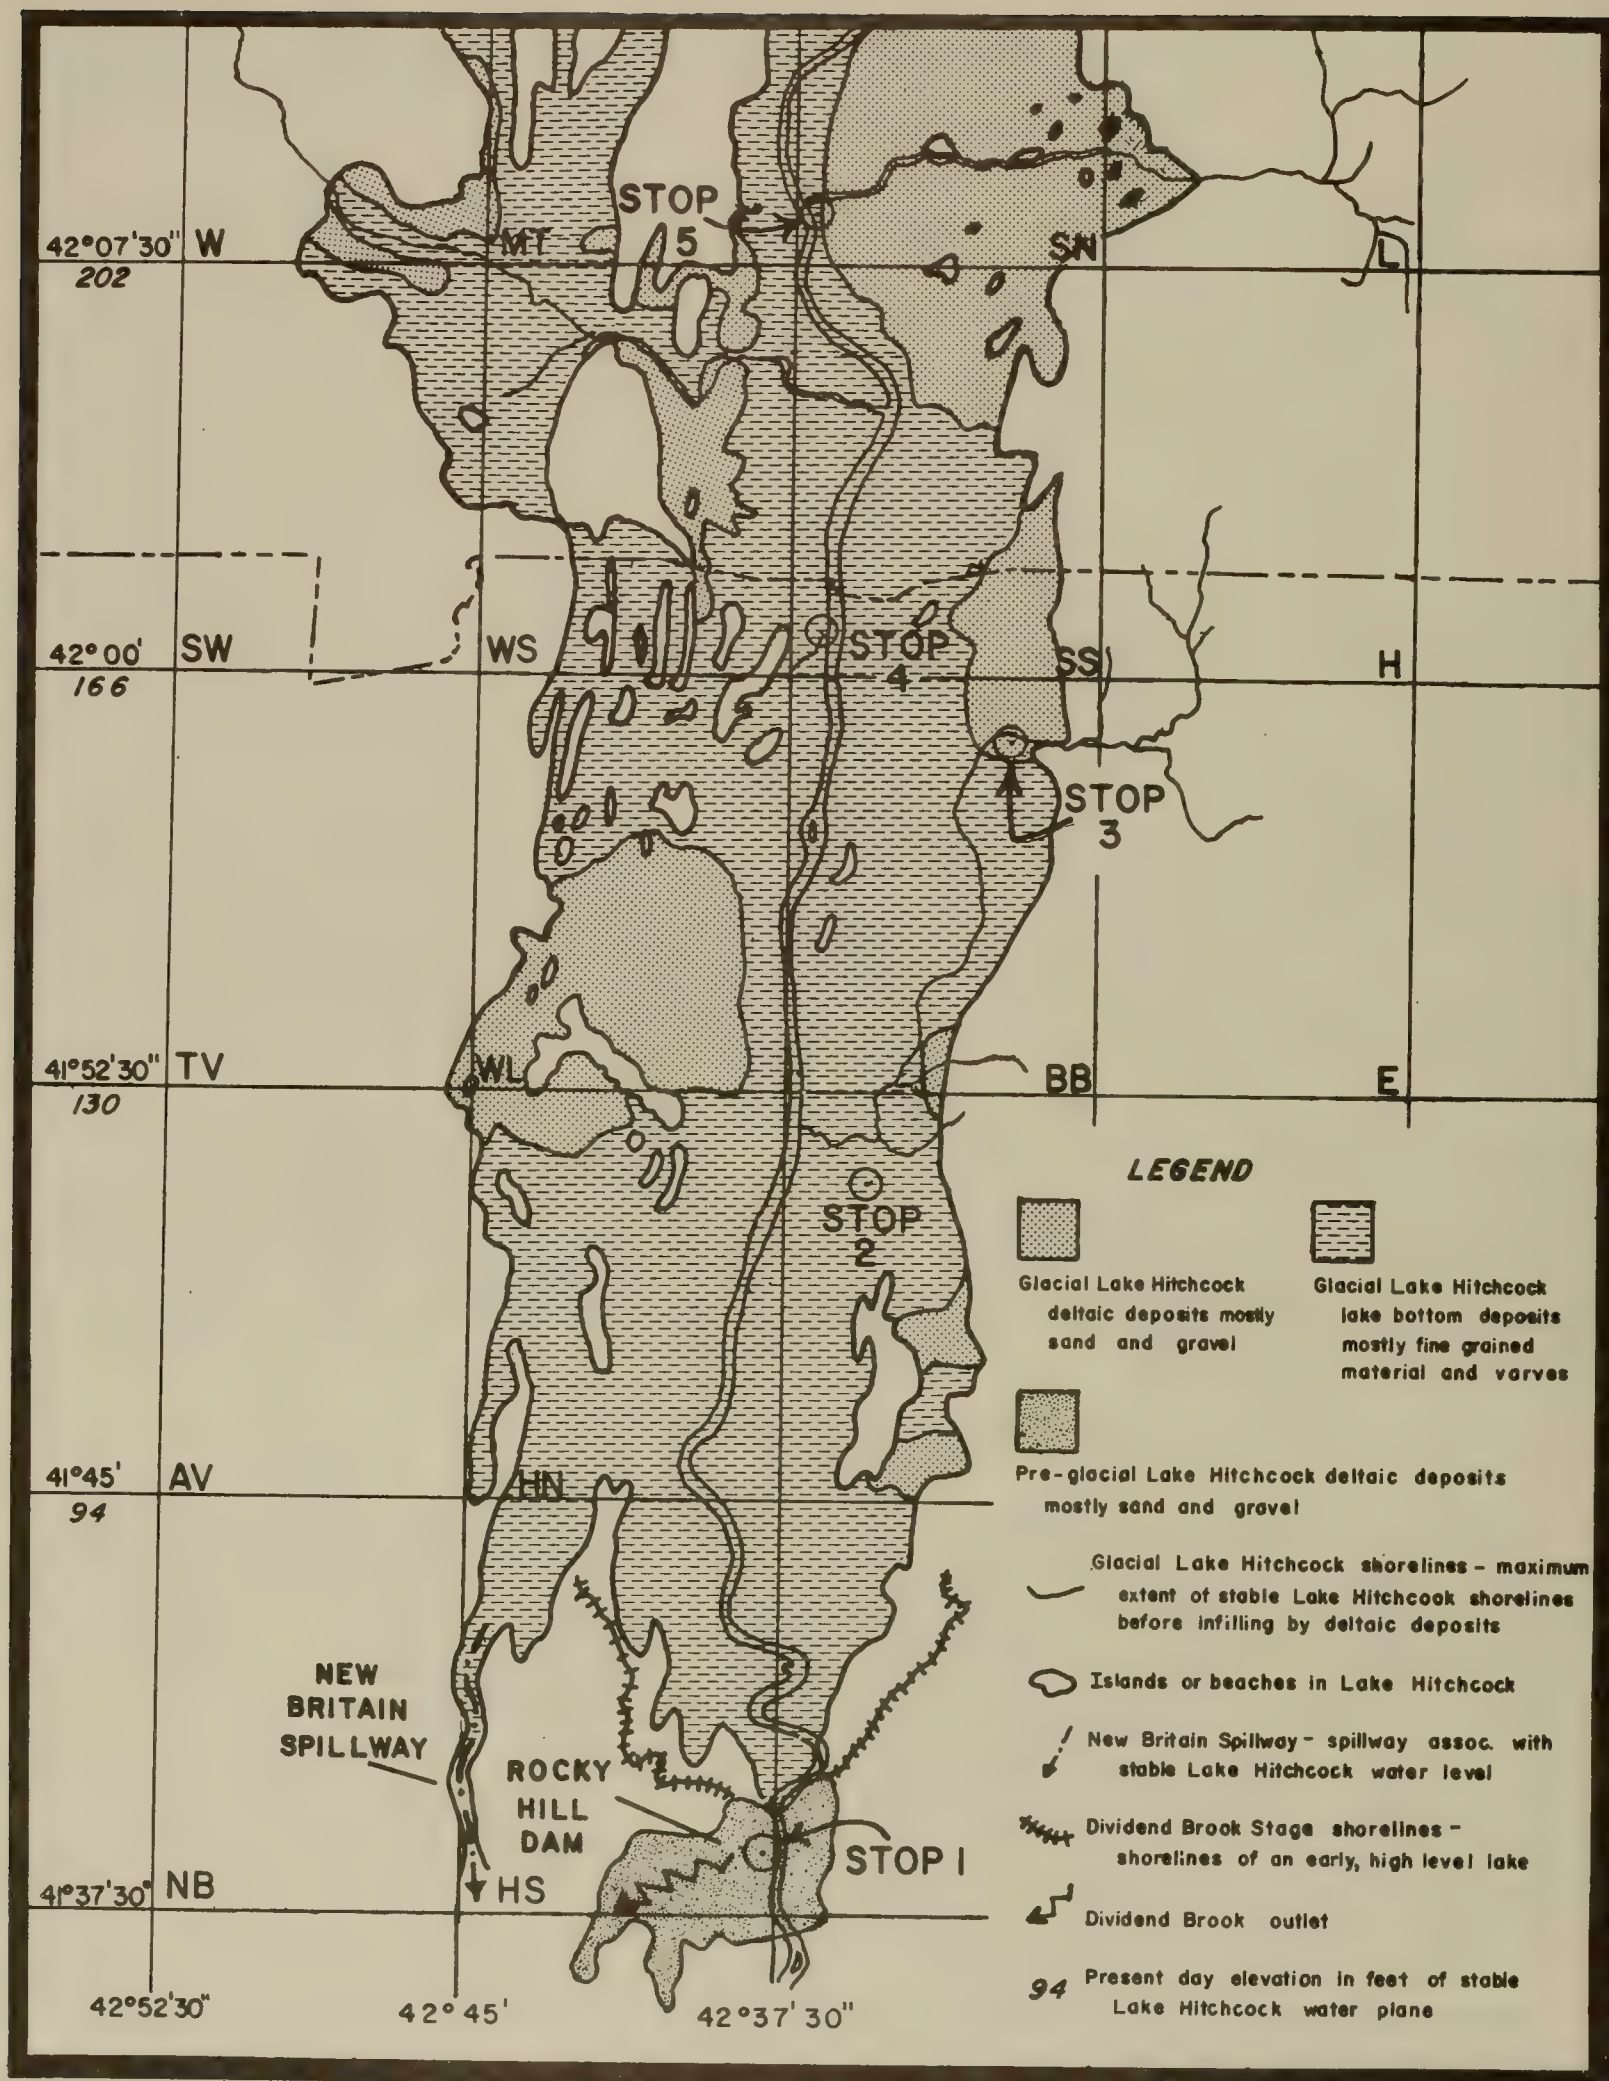 STOP
5
42°07'30" W
MT
SN
L
202
42°00' SW
WS
STOP
4
SS
H
166
STOP
3
41°52'30" TV
WL
BB
E
130
LEGEND
STOP
2
Glacial Lake Hitchcock
deltaic deposits mostly
sand and gravel
Glacial Lake Hitchcock
lake bottom deposits
mostly fine grained
material and varves
41°45' AV
HN
94
Pre-glacial Lake Hitchcock deltaic deposits
mostly sand and gravel
Glacial Lake Hitchcock shorelines - maximum
extent of stable Lake Hitchcook shorelines
before infilling by deltaic deposits
NEW
BRITAIN
SPILLWAY
Islands or beaches in Lake Hitchcock
New Britain Spillway - spillway assoc. with
stable Lake Hitchcock water level
ROCKY
HILL
DAM
STOP 1
Dividend Brook Stage shorelines -
shorelines of an early, high level lake
41°37'30" NB
HS
Dividend Brook outlet
94 Present day elevation in feet of stable
Lake Hitchcock water plane
42°52'30"
42°45'
42°37'30"